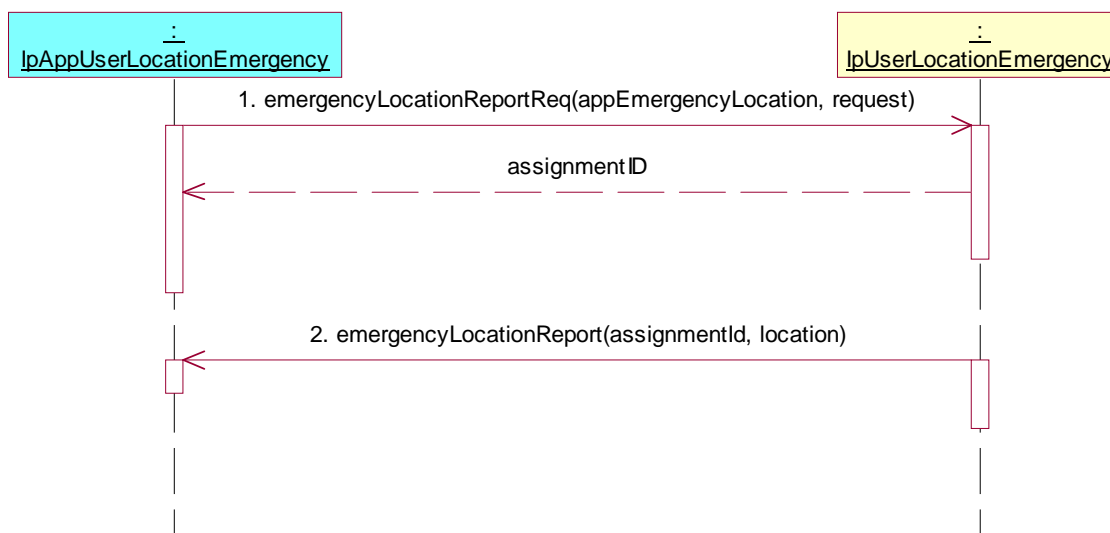 :
IpAppUserLocationEmergency
:
IpUserLocationEmergency
1. emergencyLocationReportReq(appEmergencyLocation, request)
assignmentID
2. emergencyLocationReport(assignmentId, location)